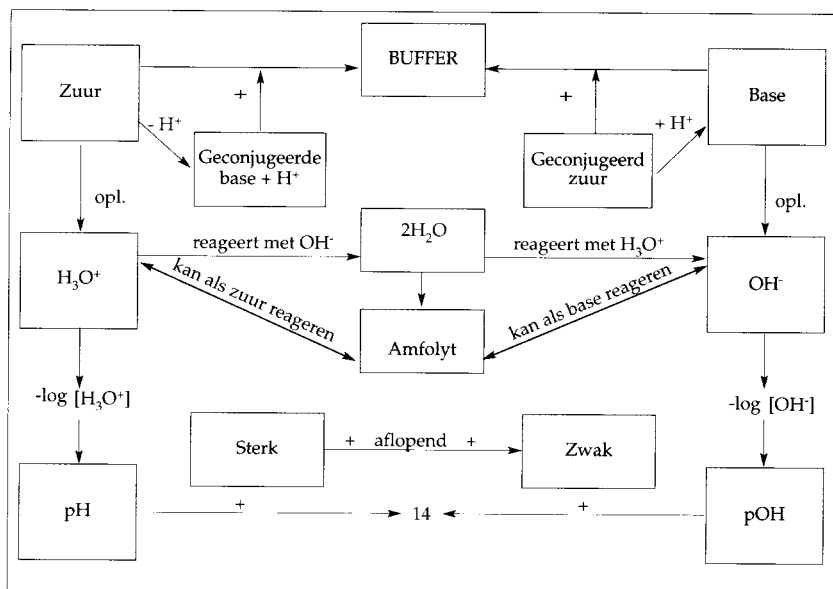 BUFFER
Zuur
Base
+
+
- H⁺
+ H⁺
Geconjugeerde
base + H⁺
Geconjugeerd
zuur
opl.
opl.
reageert met OH⁻
2H₂O
reageert met H₃O⁺
H₃O⁺
OH⁻
kan als zuur reageren
kan als base reageren
Amfolyt
-log [H₃O⁺]
-log [OH⁻]
Sterk
+ aflopend +
Zwak
pH
+
14
+
pOH